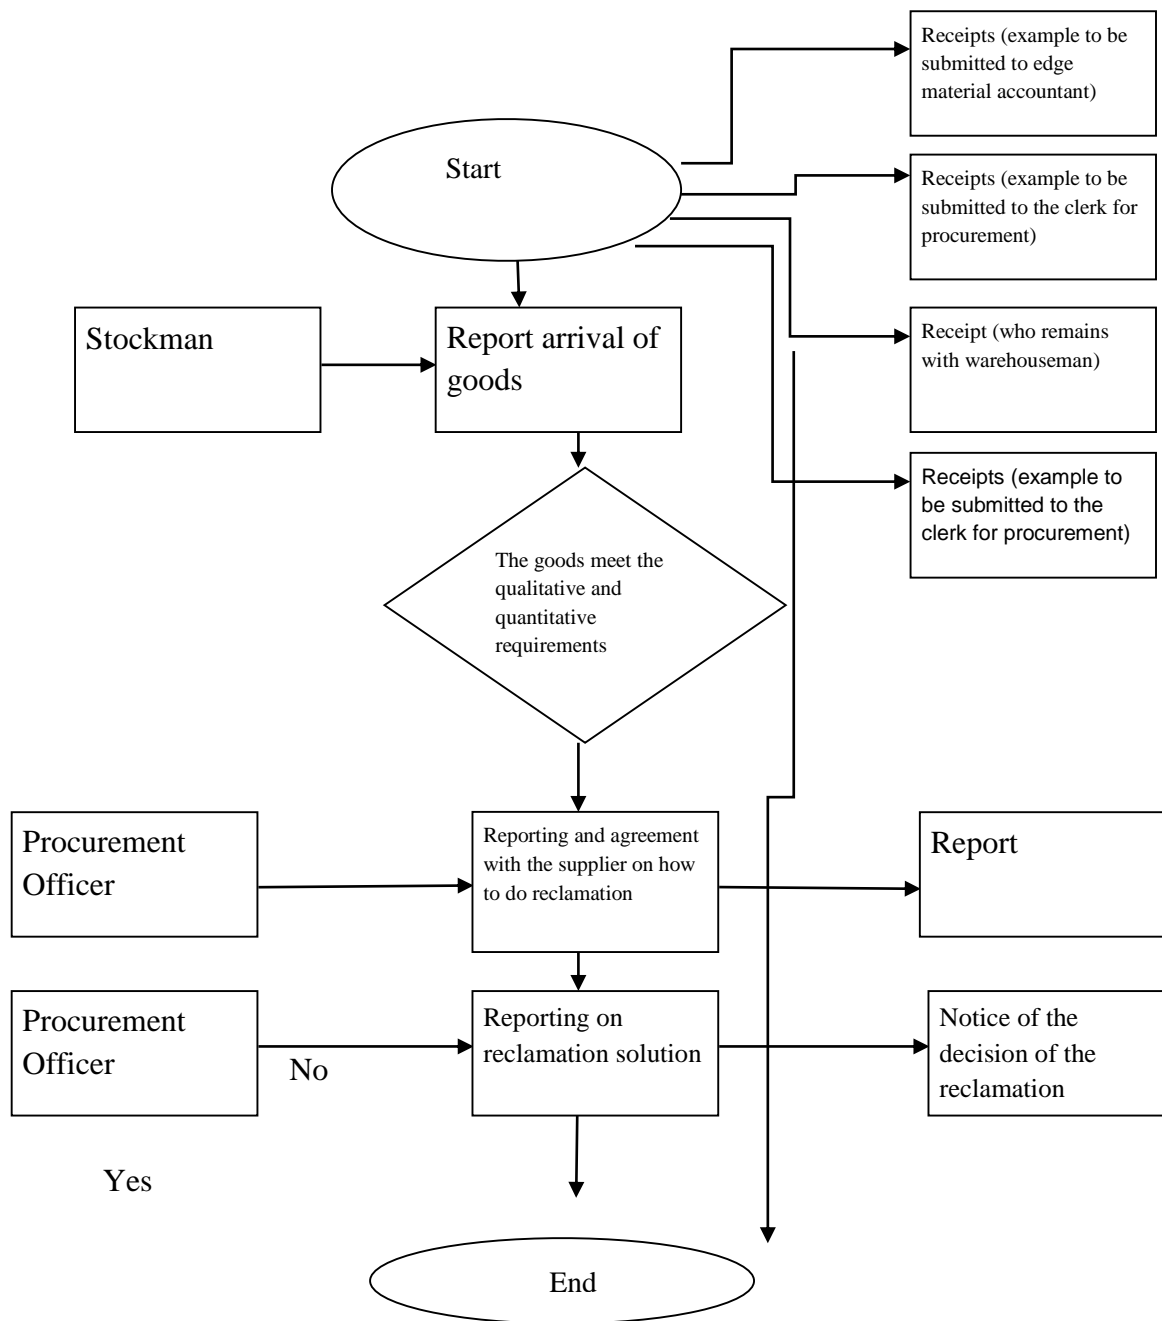 Receipts (example to be
submitted to edge
material accountant)
Start
Receipts (example to be
submitted to the clerk for
procurement)
Stockman
Report arrival of
goods
Receipt (who remains
with warehouseman)
Receipts (example to
be submitted to the
clerk for procurement)
The goods meet the
qualitative and
quantitative
requirements
Procurement
Officer
Reporting and agreement
with the supplier on how
to do reclamation
Report
Procurement
Officer
No
Reporting on
reclamation solution
Notice of the
decision of the
reclamation
Yes
End